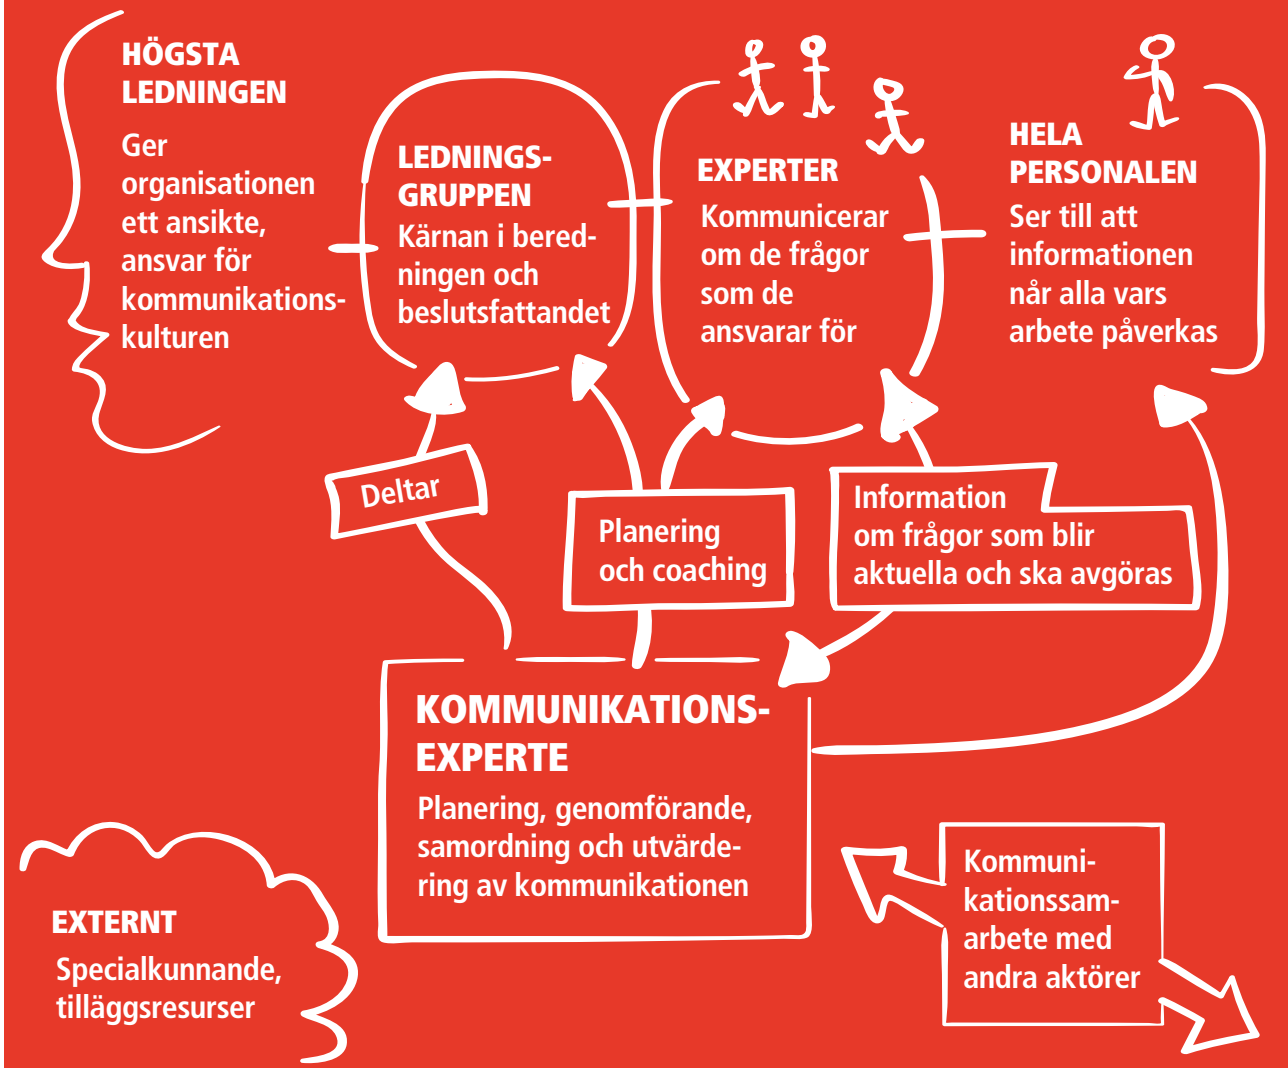 HÖGSTA
LEDNINGEN
Ger
organisationen
ett ansikte,
ansvar för
kommunikations-
kulturen
LEDNINGS-
GRUPPEN
Kärnan i bered-
ningen och
beslutsfattandet
EXPERTER
Kommunicerar
om de frågor
som de
ansvarar för
HELA
PERSONALEN
Ser till att
informationen
når alla vars
arbete påverkas
Deltar
Planering
och coaching
Information
om frågor som blir
aktuella och ska avgöras
KOMMUNIKATIONS-
EXPERTE
Planering, genomförande,
samordning och utvärde-
ring av kommunikationen
EXTERNT
Specialkunnande,
tilläggsresurser
Kommuni-
kationssam-
arbete med
andra aktörer